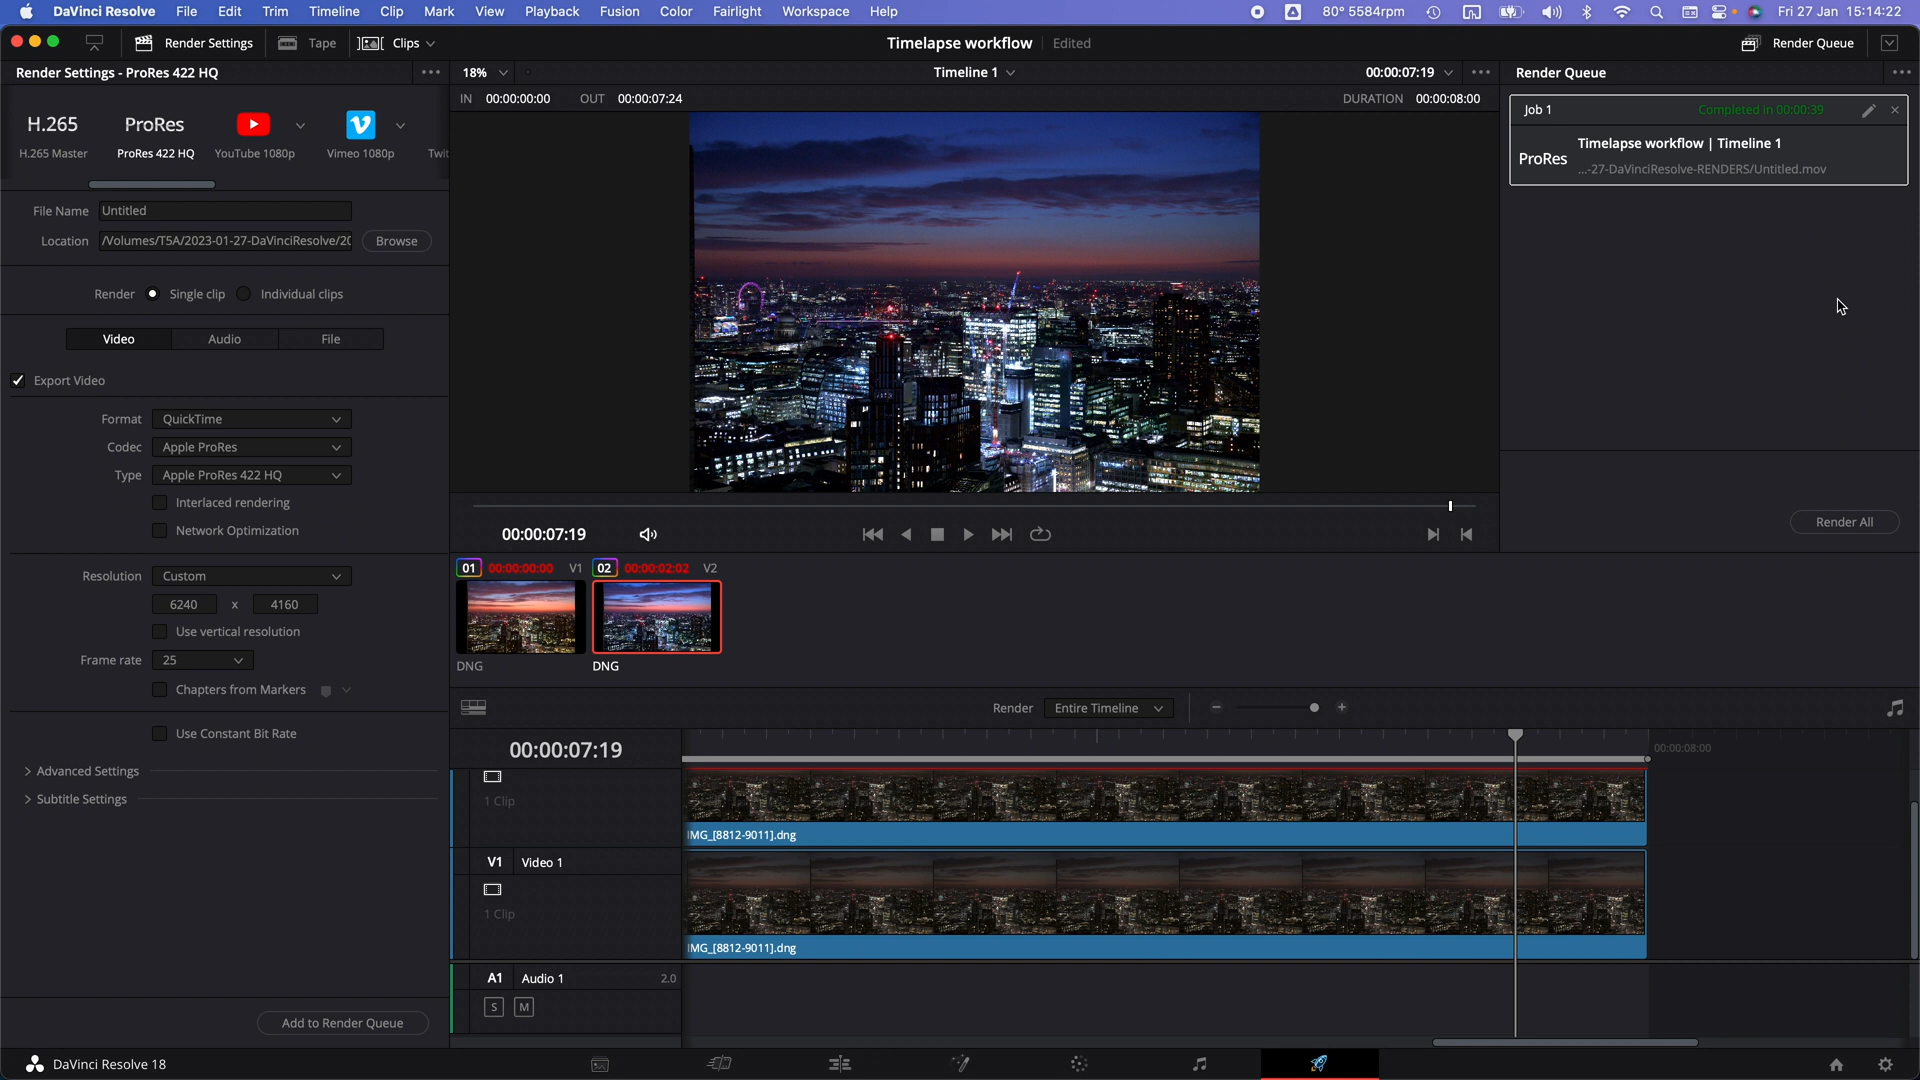 DaVinci Resolve File Edit Trim Timeline Clip Mark View Playback Fusion Color Fairlight Workspace Help 80° 5584rpm Fri 27 Jan 15:14:22
Render Settings Tape Clips Timelapse workflow Edited Render Queue
Render Settings - ProRes 422 HQ 18% Timeline 1 00:00:07:19 Render Queue
IN 00:00:00:00 OUT 00:00:07:24 DURATION 00:00:08:00
H.265 ProRes
H.265 Master ProRes 422 HQ YouTube 1080p Vimeo 1080p Twit
Job 1 Completed in 00:00:39
Timelapse workflow | Timeline 1
ProRes
...-27-DaVinciResolve-RENDERS/Untitled.mov
File Name Untitled
Location /Volumes/T5A/2023-01-27-DaVinciResolve/20 Browse
Render Single clip Individual clips
Video Audio File
Export Video
Format QuickTime
Codec Apple ProRes
Type Apple ProRes 422 HQ
Interlaced rendering
Network Optimization
Resolution Custom
6240 x 4160
Use vertical resolution
Frame rate 25
Chapters from Markers
Use Constant Bit Rate
Advanced Settings
Subtitle Settings
Add to Render Queue
00:00:07:19
Render All
01 00:00:00:00 V1 02 00:00:02:02 V2
DNG DNG
Render Entire Timeline
00:00:07:19 00:00:08:00
1 Clip
IMG_[8812-9011].dng
V1 Video 1
1 Clip
IMG_[8812-9011].dng
A1 Audio 1 2.0
S M
DaVinci Resolve 18